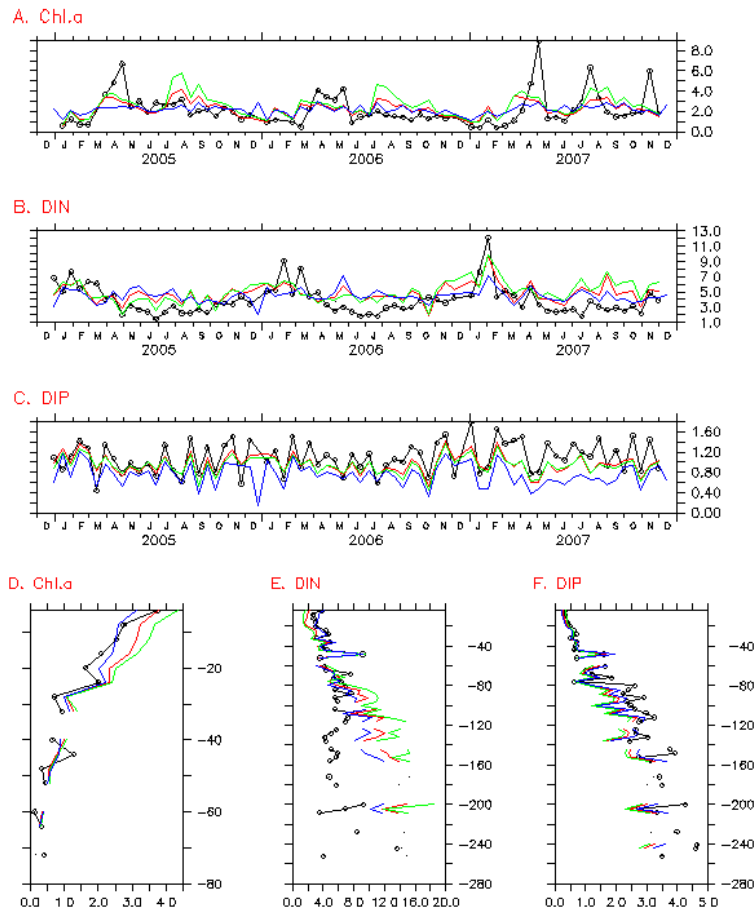 A. Chl.a
8.0
6.0
4.0
2.0
0.0
D J F M A M J J A S O N D J F M A M J J A S O N D J F M A M J J A S O N D
2005 2006 2007
B. DIN
13.0
11.0
9.0
7.0
5.0
3.0
1.0
D J F M A M J J A S O N D J F M A M J J A S O N D J F M A M J J A S O N D
2005 2006 2007
C. DIP
1.60
1.20
0.80
0.40
0.00
D J F M A M J J A S O N D J F M A M J J A S O N D J F M A M J J A S O N D
2005 2006 2007
D. Chl.a E. DIN F. DIP
-20
-40
-60
-80
0.0 1.0 2.0 3.0 4.0
-40
-80
-120
-160
-200
-240
-280
0.0 4.0 8.0 12.0 16.0 20.0
-40
-80
-120
-160
-200
-240
-280
0.0 1.0 2.0 3.0 4.0 5.0